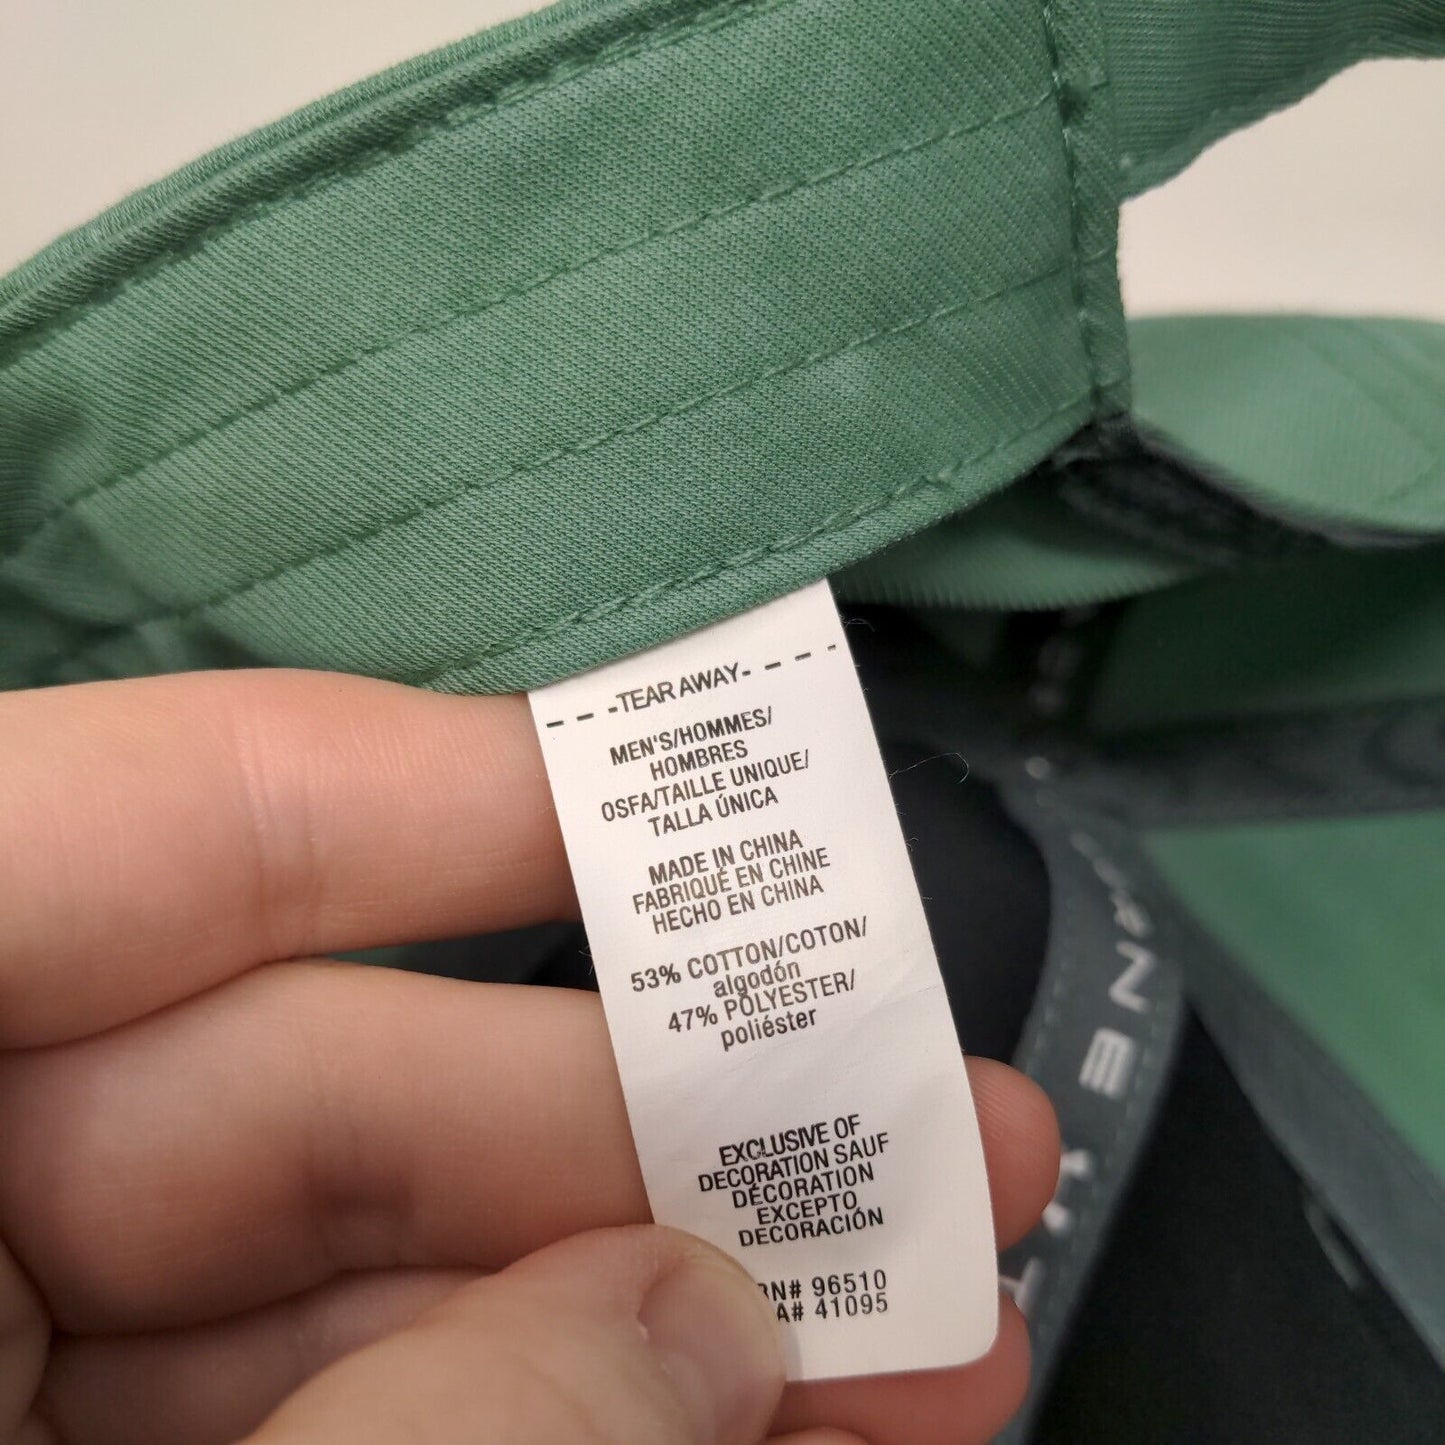 - - - -TEAR AWAY- - - - -
MEN'S/HOMMES/
HOMBRES
OSFA/TAILLE UNIQUE/
TALLA ÚNICA
MADE IN CHINA
FABRIQUÉ EN CHINE
HECHO EN CHINA
53% COTTON/COTON/
algodón
47% POLYESTER/
poliéster
EXCLUSIVE OF
DECORATION SAUF
DÉCORATION
EXCEPTO
DECORACIÓN
RN# 96510
A# 41095